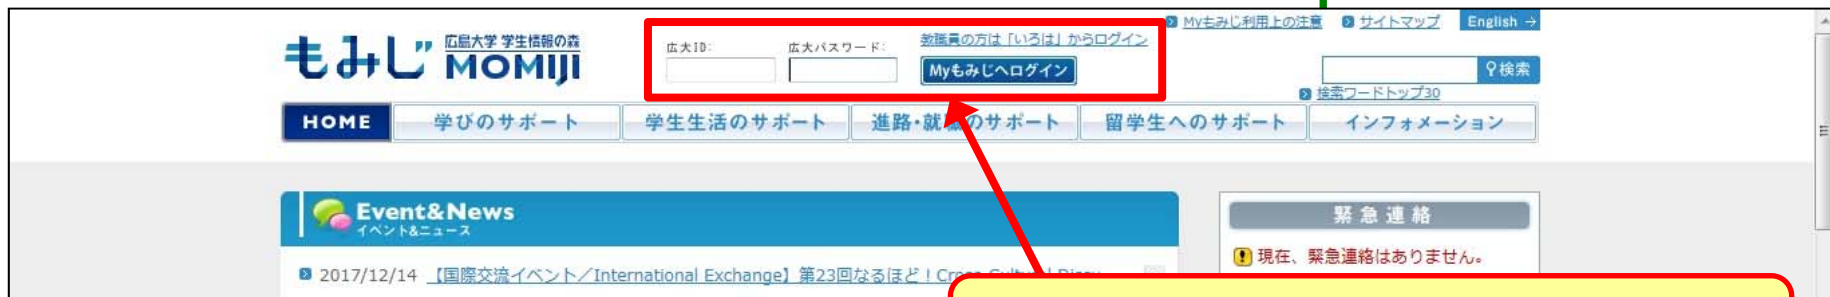 Myもみじ利用上の注意 サイトマップ English →
もみじ 広島大学 学生情報の森 MOMIJI
広大ID: 広大パスワード: 教職員の方は「いろは」からログイン
Myもみじへログイン
検索
検索ワードトップ30
HOME 学びのサポート 学生生活のサポート 進路・就職のサポート 留学生へのサポート インフォメーション
Event&News
イベント&ニュース
緊急連絡
現在、緊急連絡はありません。
2017/12/14 【国際交流イベント／International Exchange】第23回なるほど！